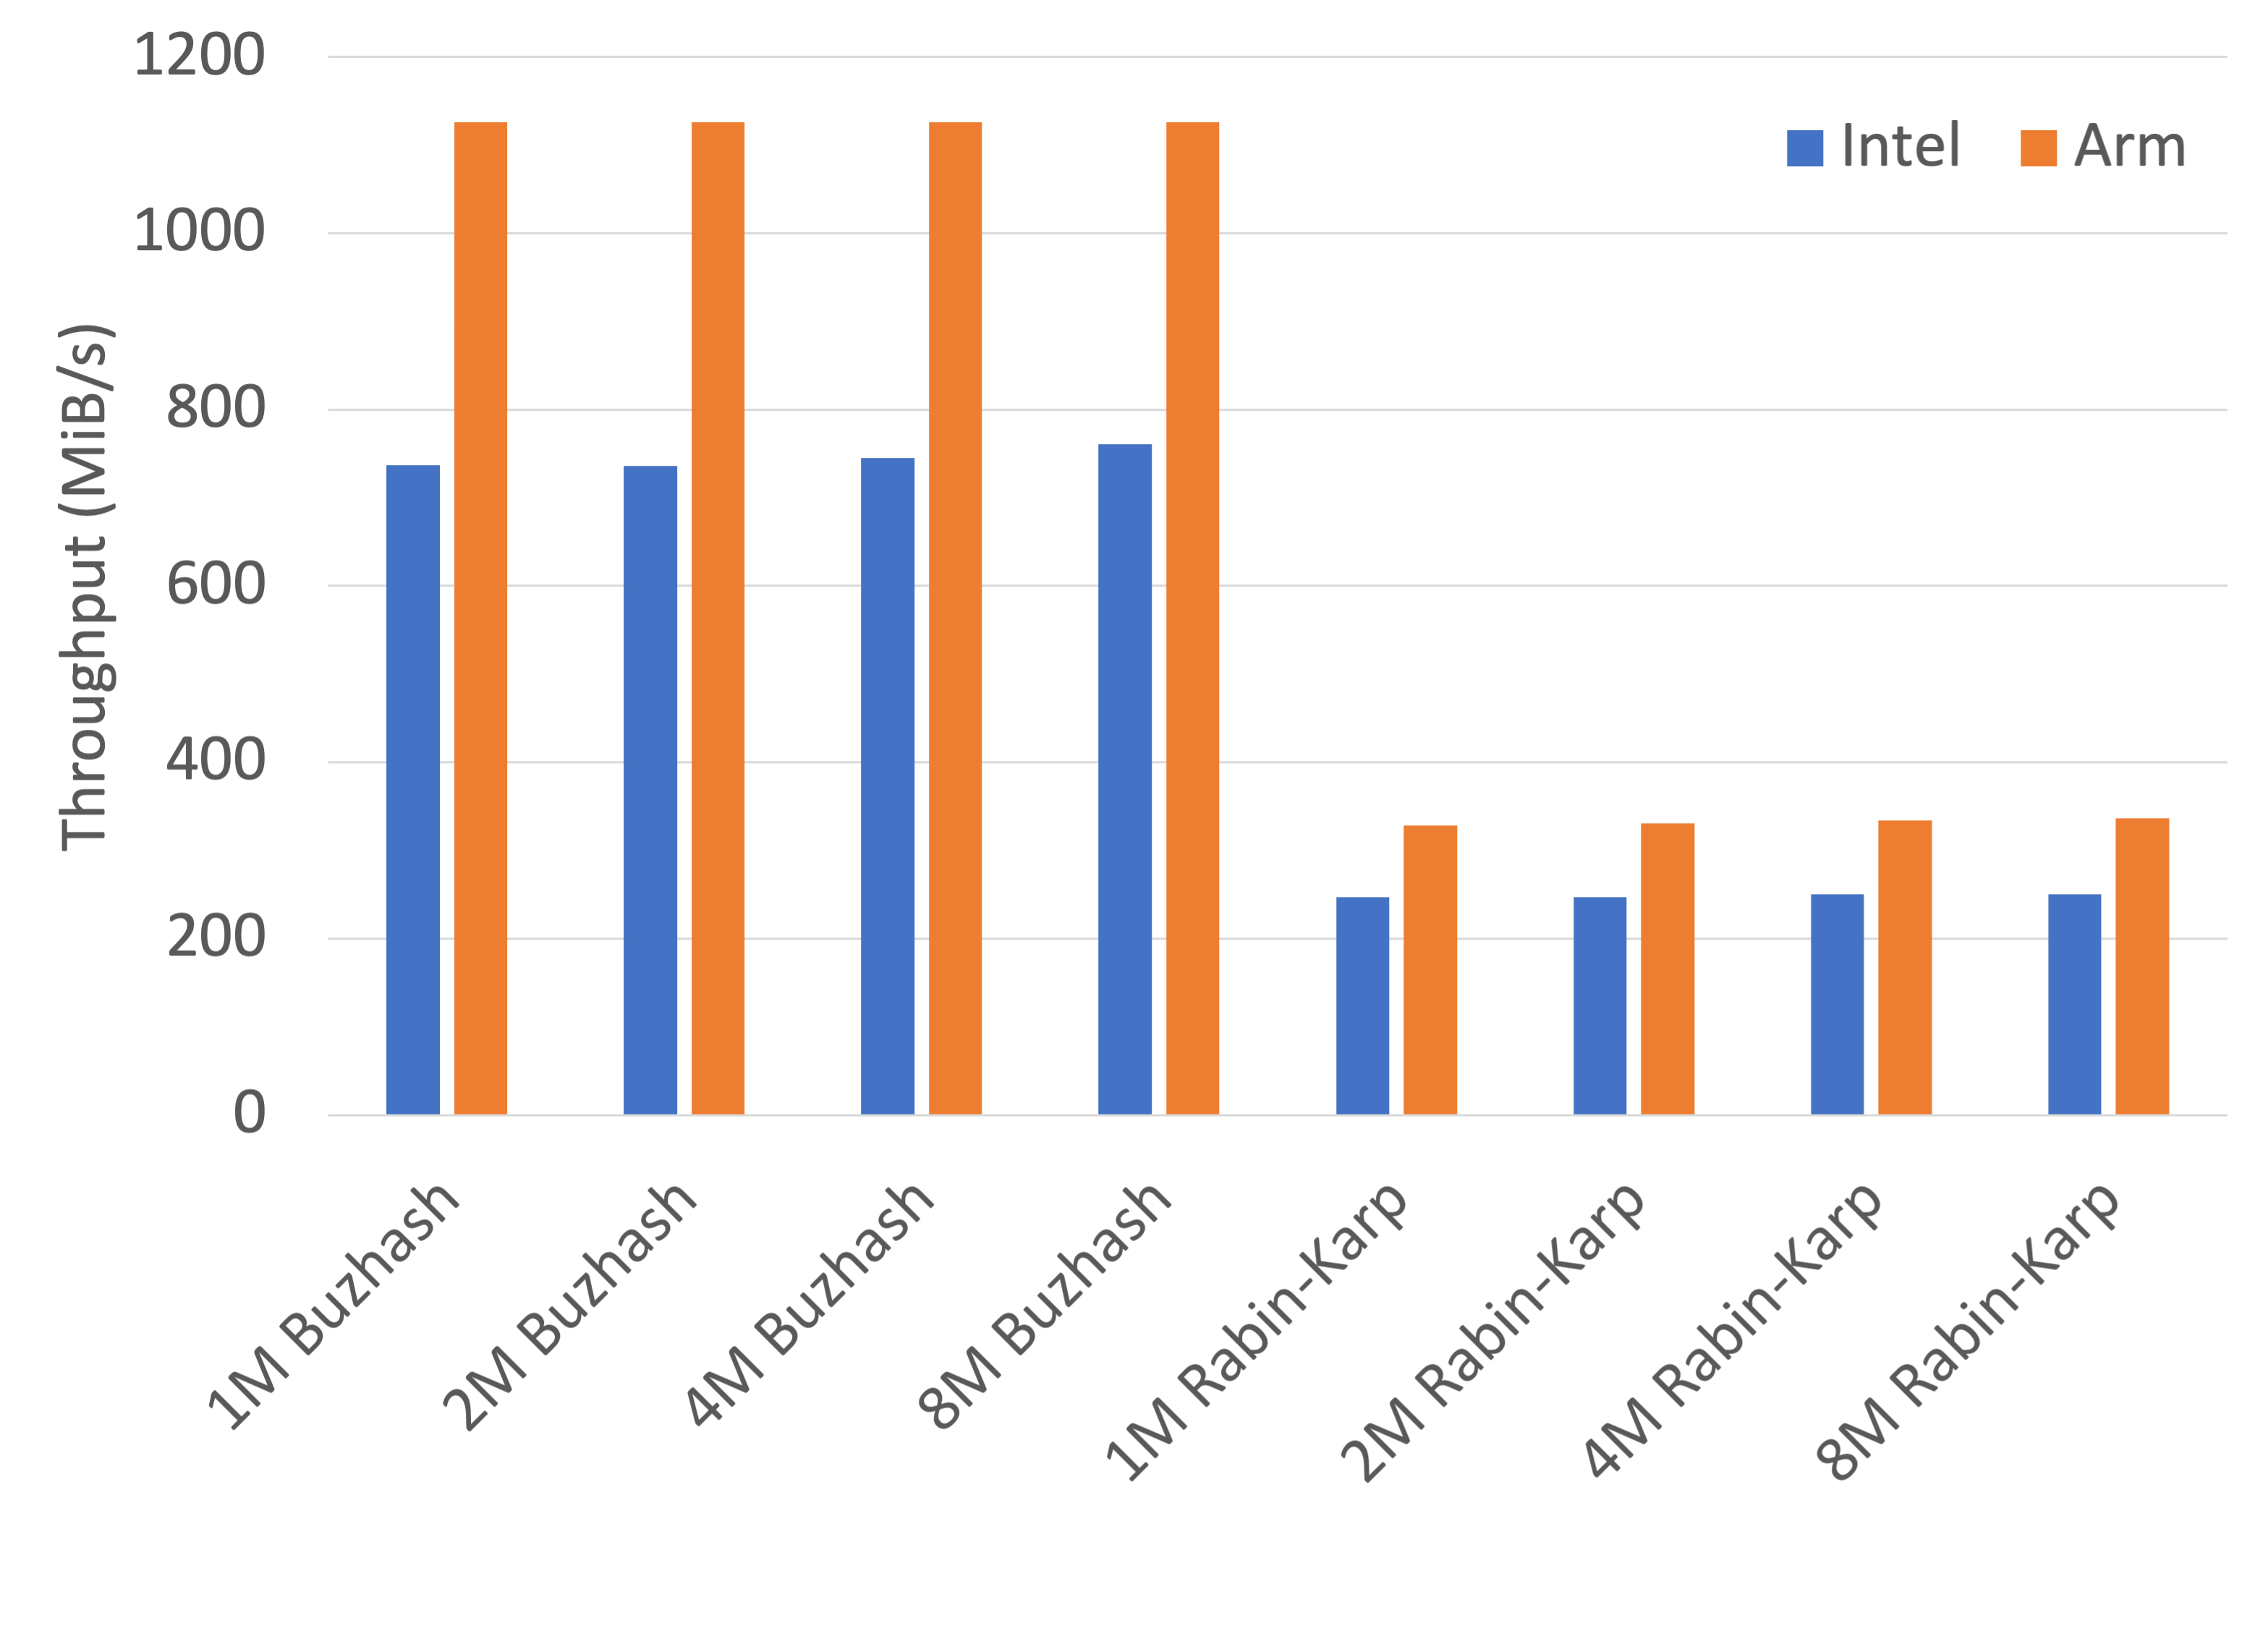 Throughput (MiB/s)
1200
1000
800
600
400
200
0
Intel
Arm
1M Buzhash
2M Buzhash
4M Buzhash
8M Buzhash
1M Rabin-Karp
2M Rabin-Karp
4M Rabin-Karp
8M Rabin-Karp